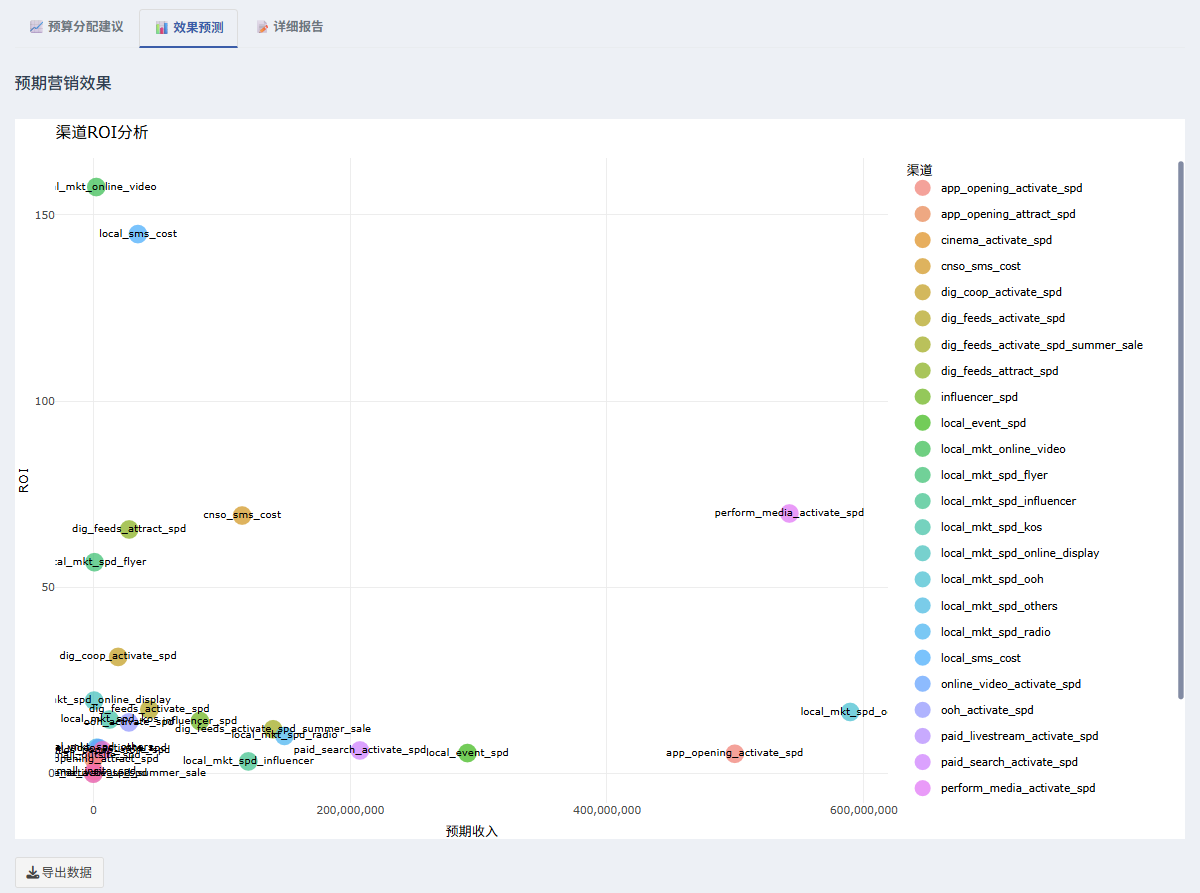 预算分配建议
效果预测
详细报告
预期营销效果
渠道ROI分析
l_mkt_online_video
local_sms_cost
cnso_sms_cost
dig_feeds_attract_spd
perform_media_activate_spd
al_mkt_spd_flyer
dig_coop_activate_spd
kt_spd_online_display
dig_feeds_activate_spd
local_mkt_spd_kos
ooh_activate_spd
influencer_spd
local_mkt_spd_o
dig_feeds_activate_spd_summer_sale
local_mkt_spd_radio
paid_search_activate_spd
local_event_spd
app_opening_activate_spd
local_mkt_spd_influencer
opening_attract_spd
150
100
50
0
ROI
0
200,000,000
400,000,000
600,000,000
预期收入
渠道
app_opening_activate_spd
app_opening_attract_spd
cinema_activate_spd
cnso_sms_cost
dig_coop_activate_spd
dig_feeds_activate_spd
dig_feeds_activate_spd_summer_sale
dig_feeds_attract_spd
influencer_spd
local_event_spd
local_mkt_online_video
local_mkt_spd_flyer
local_mkt_spd_influencer
local_mkt_spd_kos
local_mkt_spd_online_display
local_mkt_spd_ooh
local_mkt_spd_others
local_mkt_spd_radio
local_sms_cost
online_video_activate_spd
ooh_activate_spd
paid_livestream_activate_spd
paid_search_activate_spd
perform_media_activate_spd
导出数据